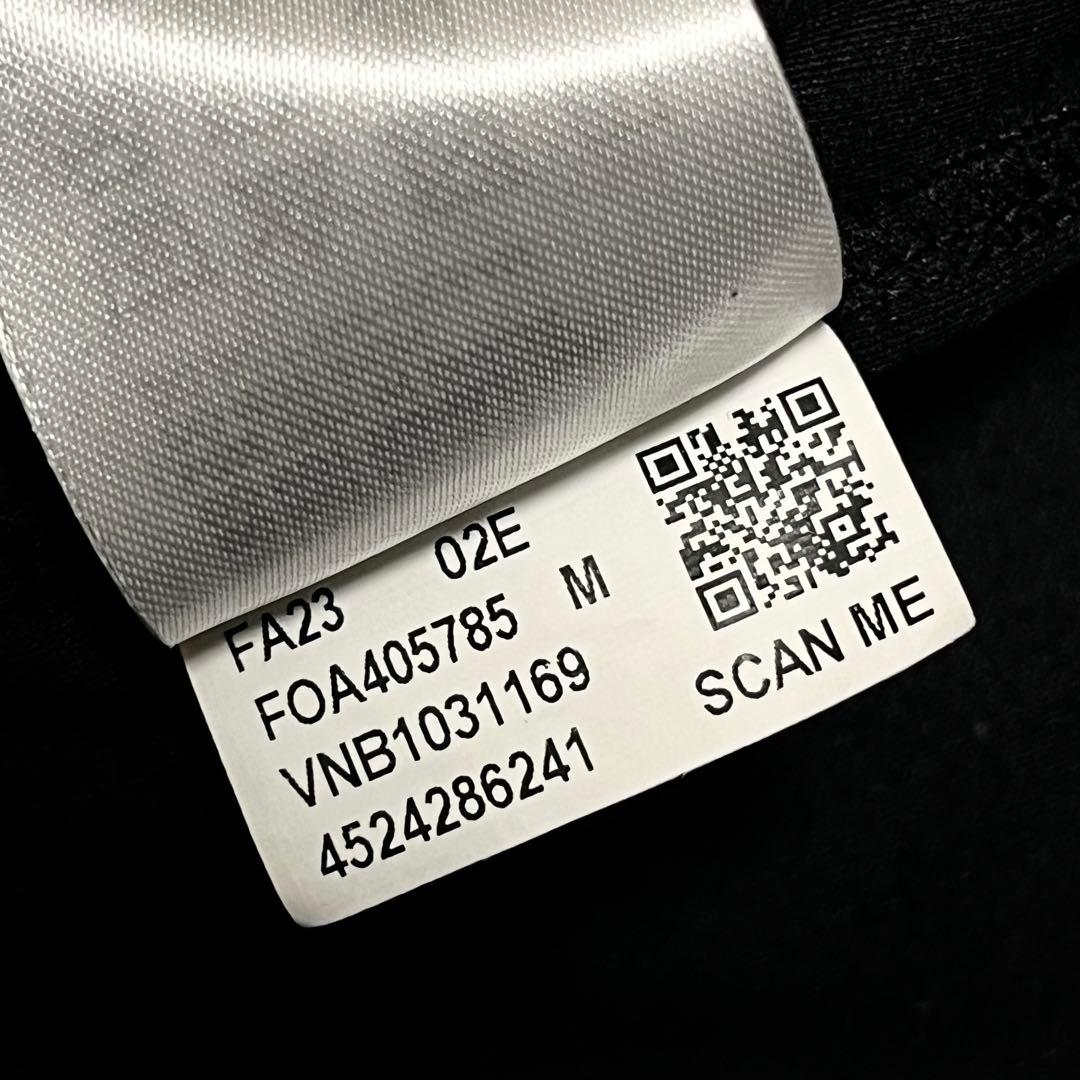 02E
FA23
FOA405785 M
VNB1031169
4524286241
SCAN ME